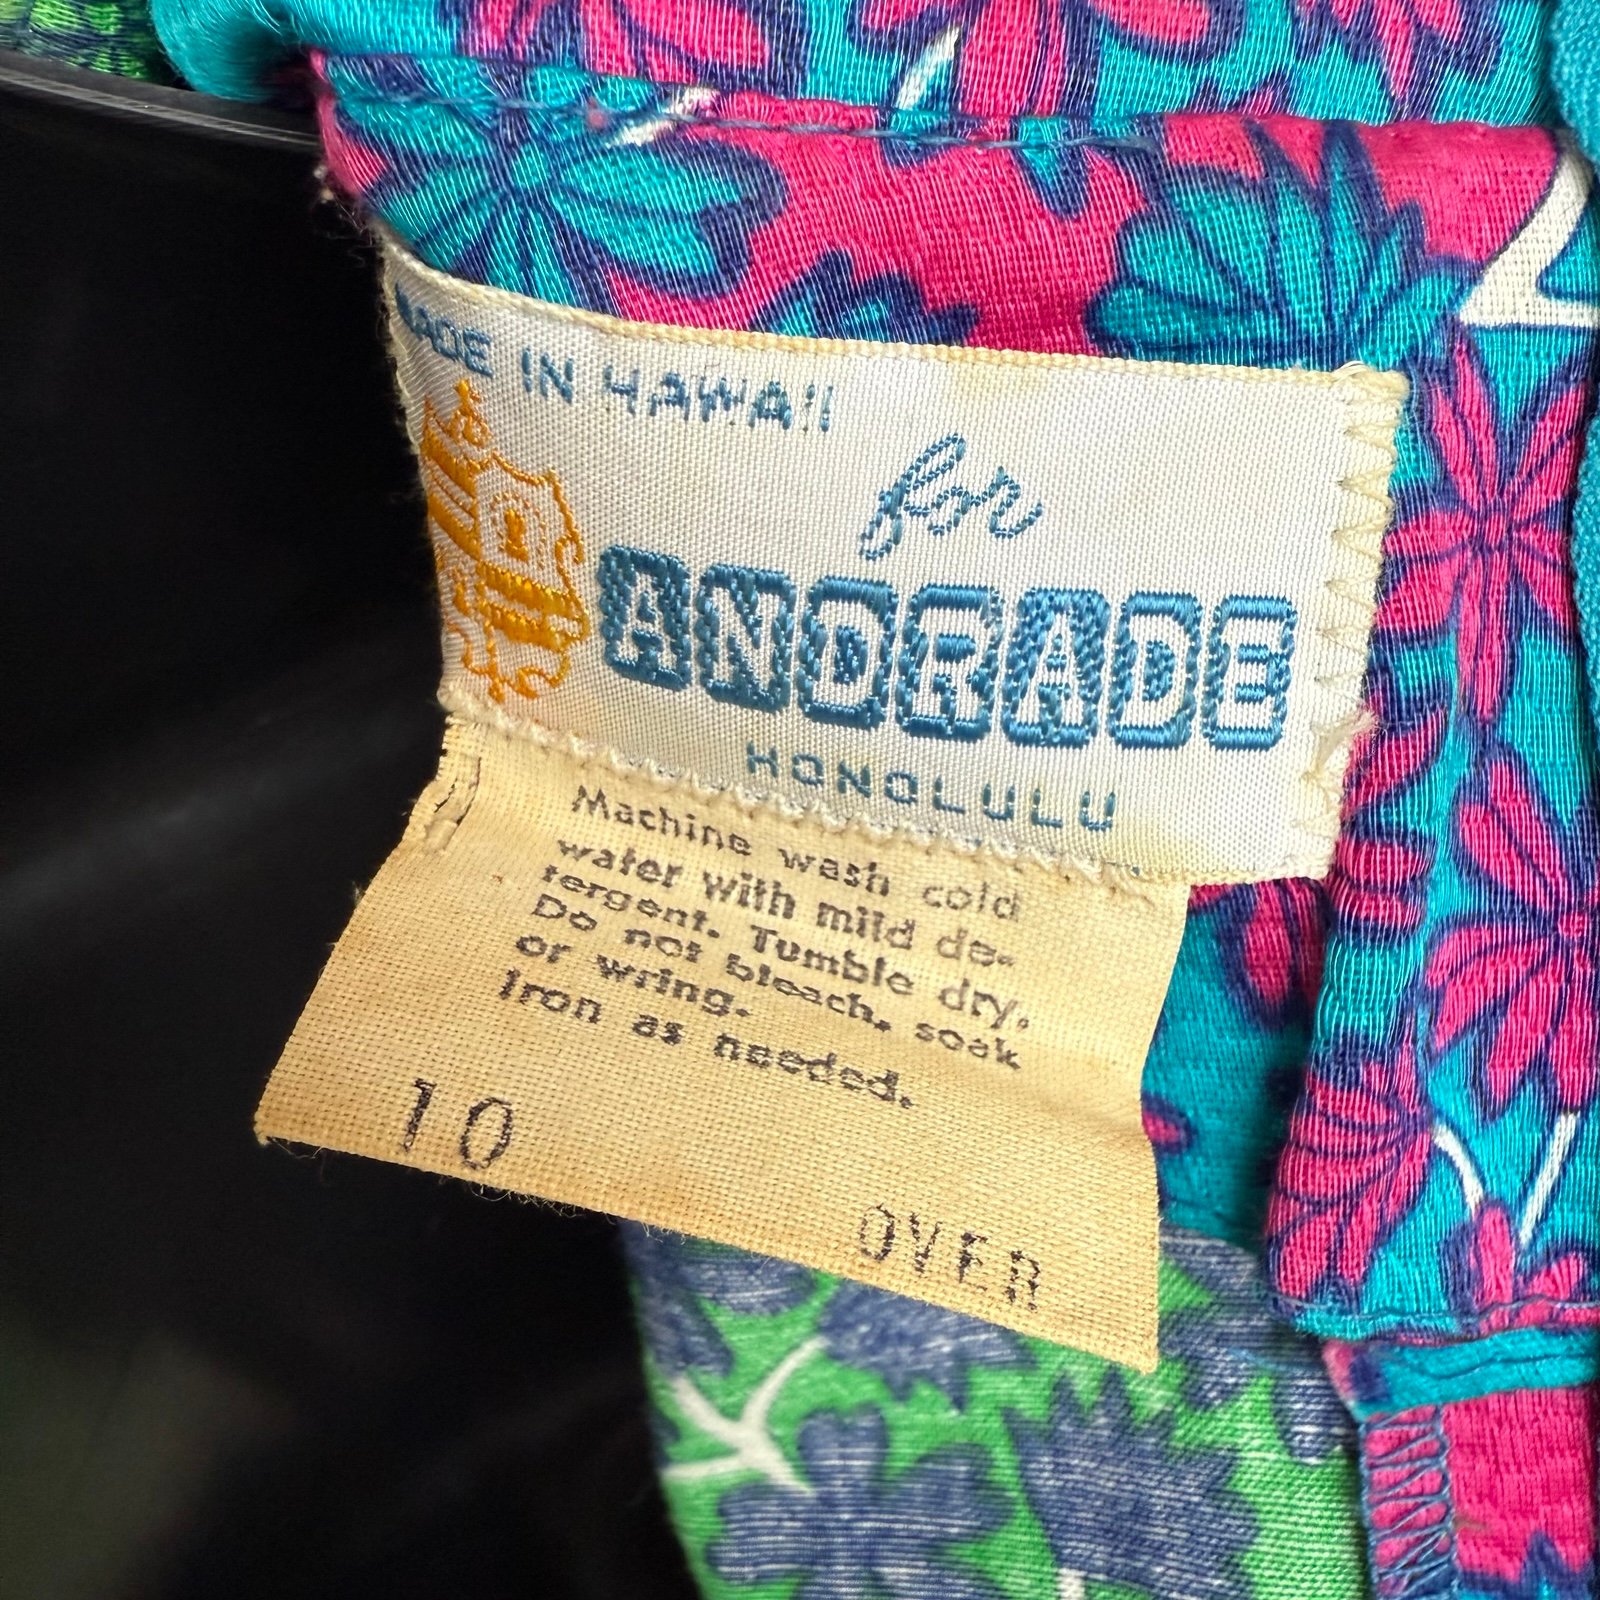 MADE IN HAWAII
for
ANDRADE
HONOLULU
Machine wash cold
water with mild de-
tergent. Tumble dry.
Do not bleach, soak
or wring.
Iron as needed.
10
OVER